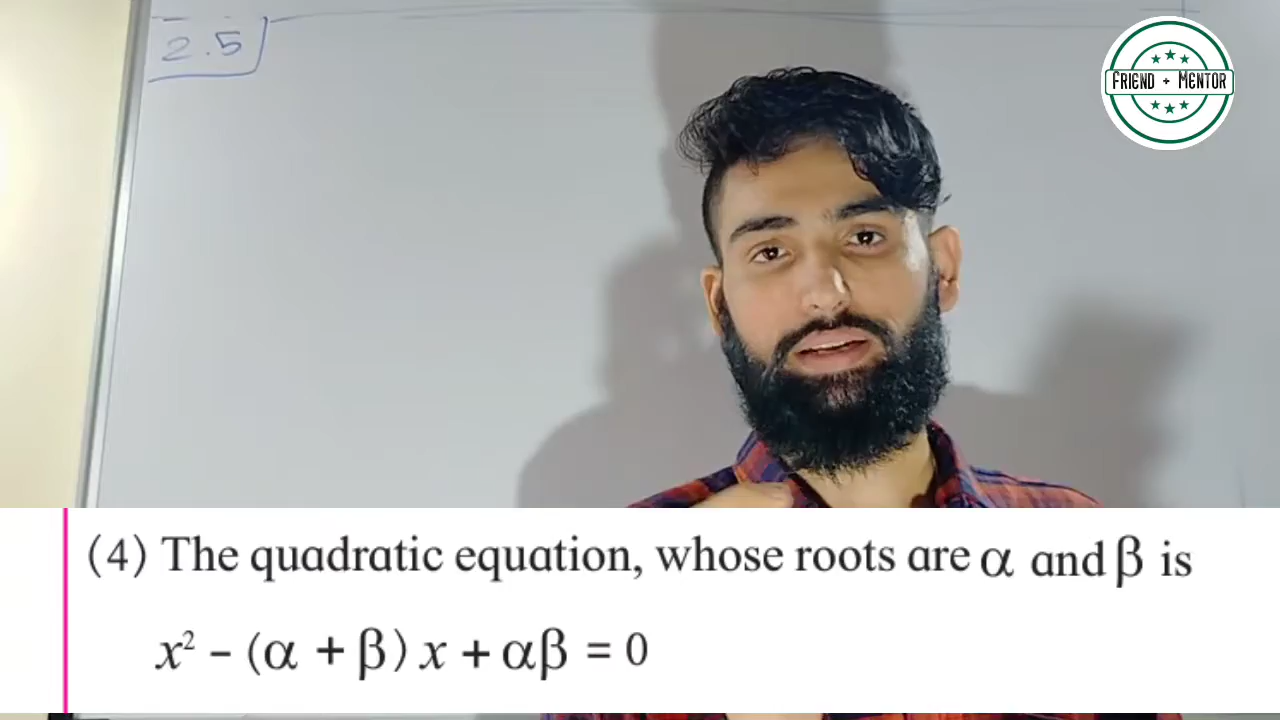 2.5
FRIEND + MENTOR
(4) The quadratic equation, whose roots are α and β is
x² - (α + β) x + αβ = 0